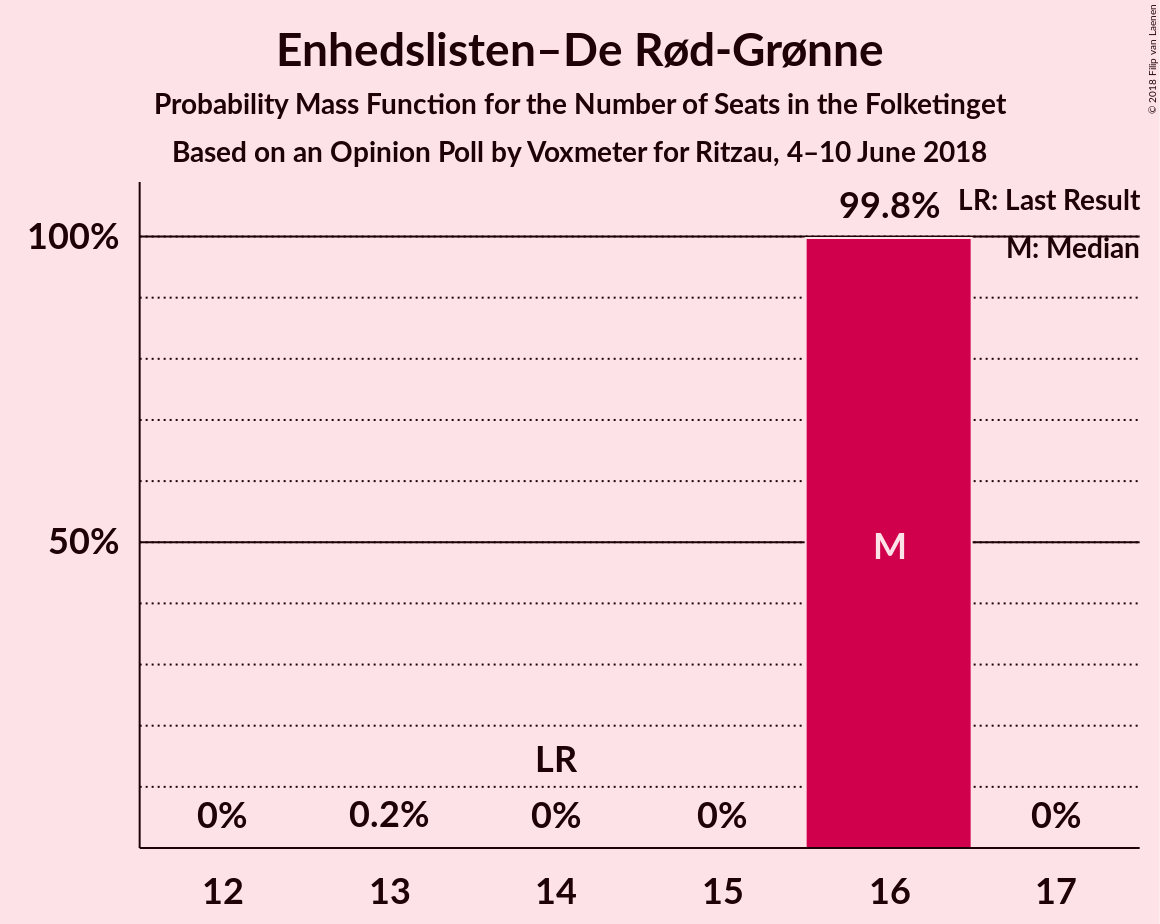 Enhedslisten–De Rød-Grønne
Probability Mass Function for the Number of Seats in the Folketinget
Based on an Opinion Poll by Voxmeter for Ritzau, 4–10 June 2018
© 2018 Filip van Laenen
LR: Last Result
M: Median
100%
50%
99.8%
M
LR
0%
0.2%
0%
0%
0%
12
13
14
15
16
17